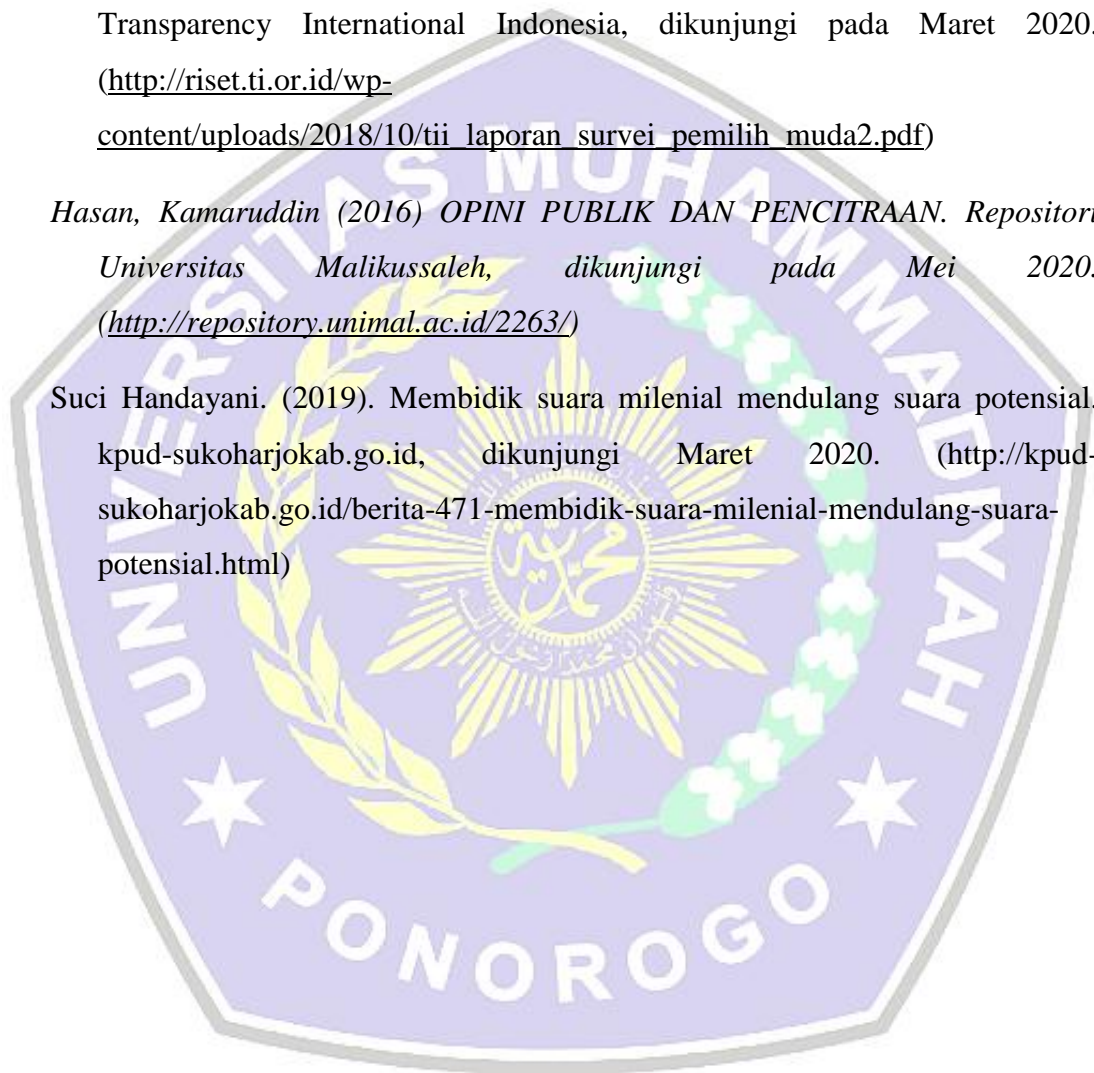 Transparency International Indonesia, dikunjungi pada Maret 2020.
(http://riset.ti.or.id/wp-
content/uploads/2018/10/tii_laporan_survei_pemilih_muda2.pdf)
Hasan, Kamaruddin (2016) OPINI PUBLIK DAN PENCITRAAN. Repositori
Universitas Malikussaleh, dikunjungi pada Mei 2020.
(http://repository.unimal.ac.id/2263/)
Suci Handayani. (2019). Membidik suara milenial mendulang suara potensial.
kpud-sukoharjokab.go.id, dikunjungi Maret 2020. (http://kpud-
sukoharjokab.go.id/berita-471-membidik-suara-milenial-mendulang-suara-
potensial.html)
UNIVERSITAS MUHAMMADIYAH
PONOROGO